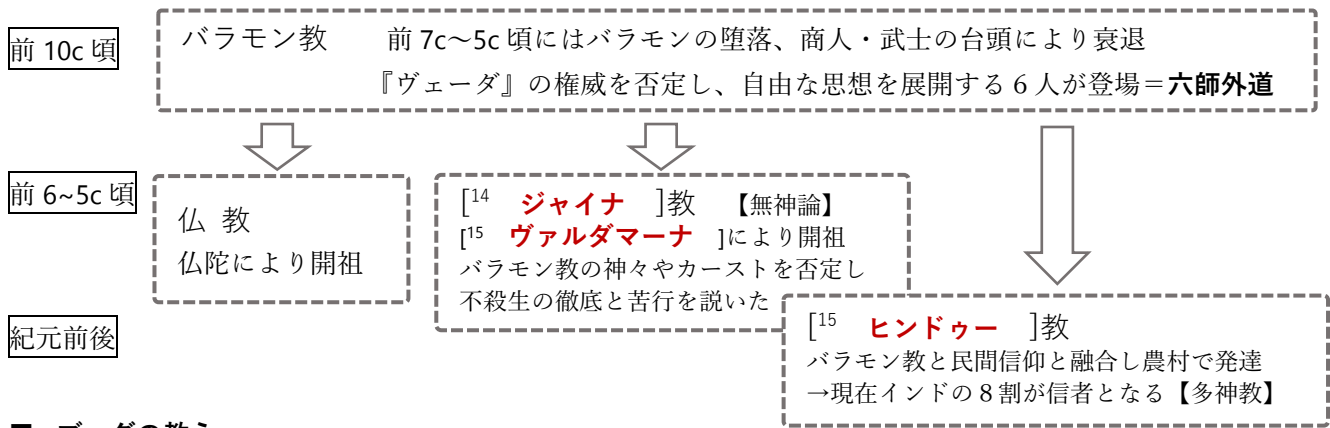 前10c頃
バラモン教 前7c～5c頃にはバラモンの堕落、商人・武士の台頭により衰退
『ヴェーダ』の権威を否定し、自由な思想を展開する6人が登場＝六師外道
前6~5c頃
仏 教
仏陀により開祖
[14 ジャイナ ]教 【無神論】
[15 ヴァルダマーナ ]により開祖
バラモン教の神々やカーストを否定し
不殺生の徹底と苦行を説いた
紀元前後
[15 ヒンドゥー ]教
バラモン教と民間信仰と融合し農村で発達
→現在インドの8割が信者となる【多神教】